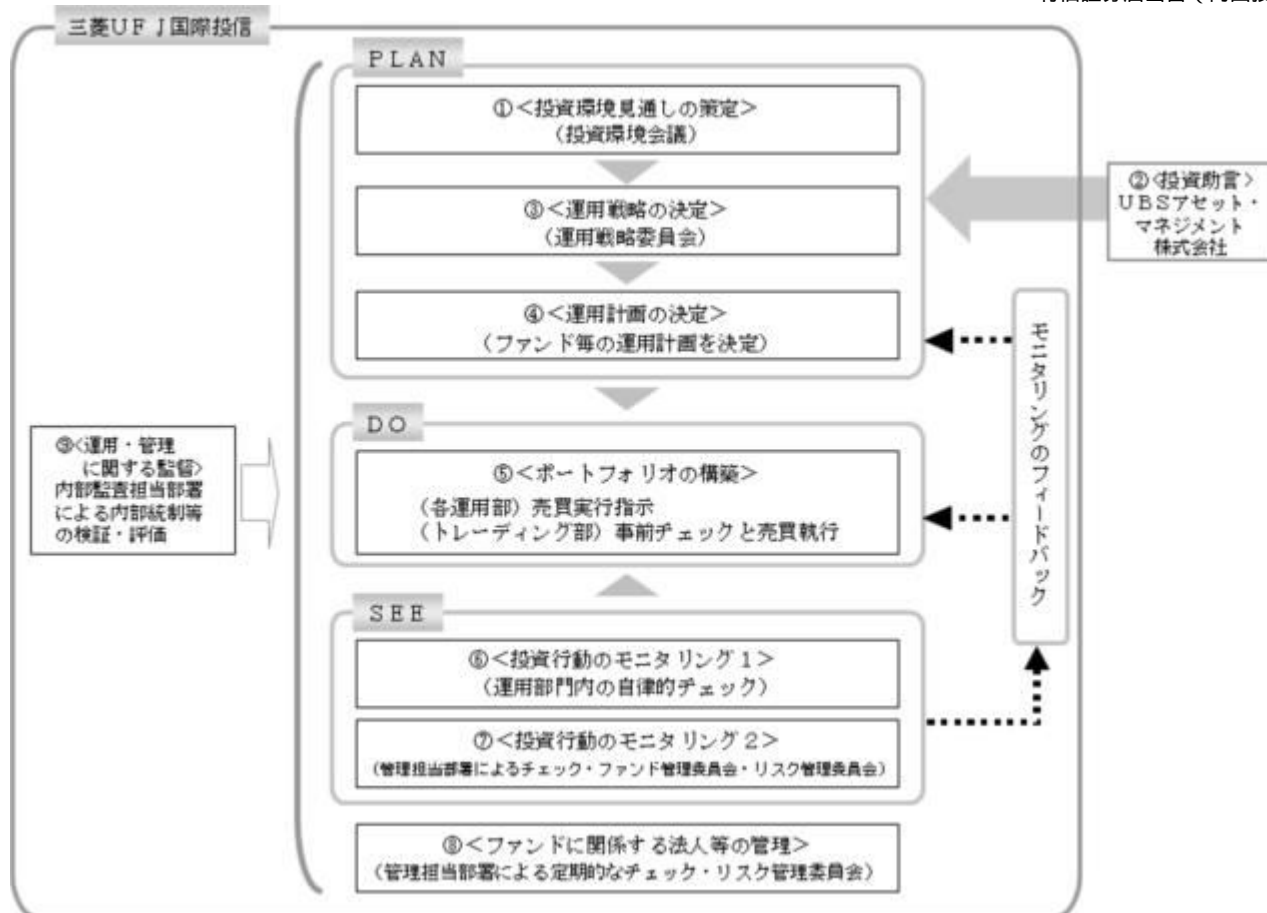 三菱UFJ国際投信
PLAN
①<投資環境見通しの策定>
(投資環境会議)
②<投資助言>
UBSアセット・
マネジメント
株式会社
③<運用戦略の決定>
(運用戦略委員会)
④<運用計画の決定>
(ファンド毎の運用計画を決定)
モニタリングのフィードバック
DO
⑤<ポートフォリオの構築>
(各運用部)売買実行指示
(トレーディング部)事前チェックと売買執行
⑨<運用・管理
に関する監督>
内部監査担当部署
による内部統制等
の検証・評価
SEE
⑥<投資行動のモニタリング1>
(運用部門内の自律的チェック)
⑦<投資行動のモニタリング2>
(管理担当部署によるチェック・ファンド管理委員会・リスク管理委員会)
⑧<ファンドに関係する法人等の管理>
(管理担当部署による定期的なチェック・リスク管理委員会)